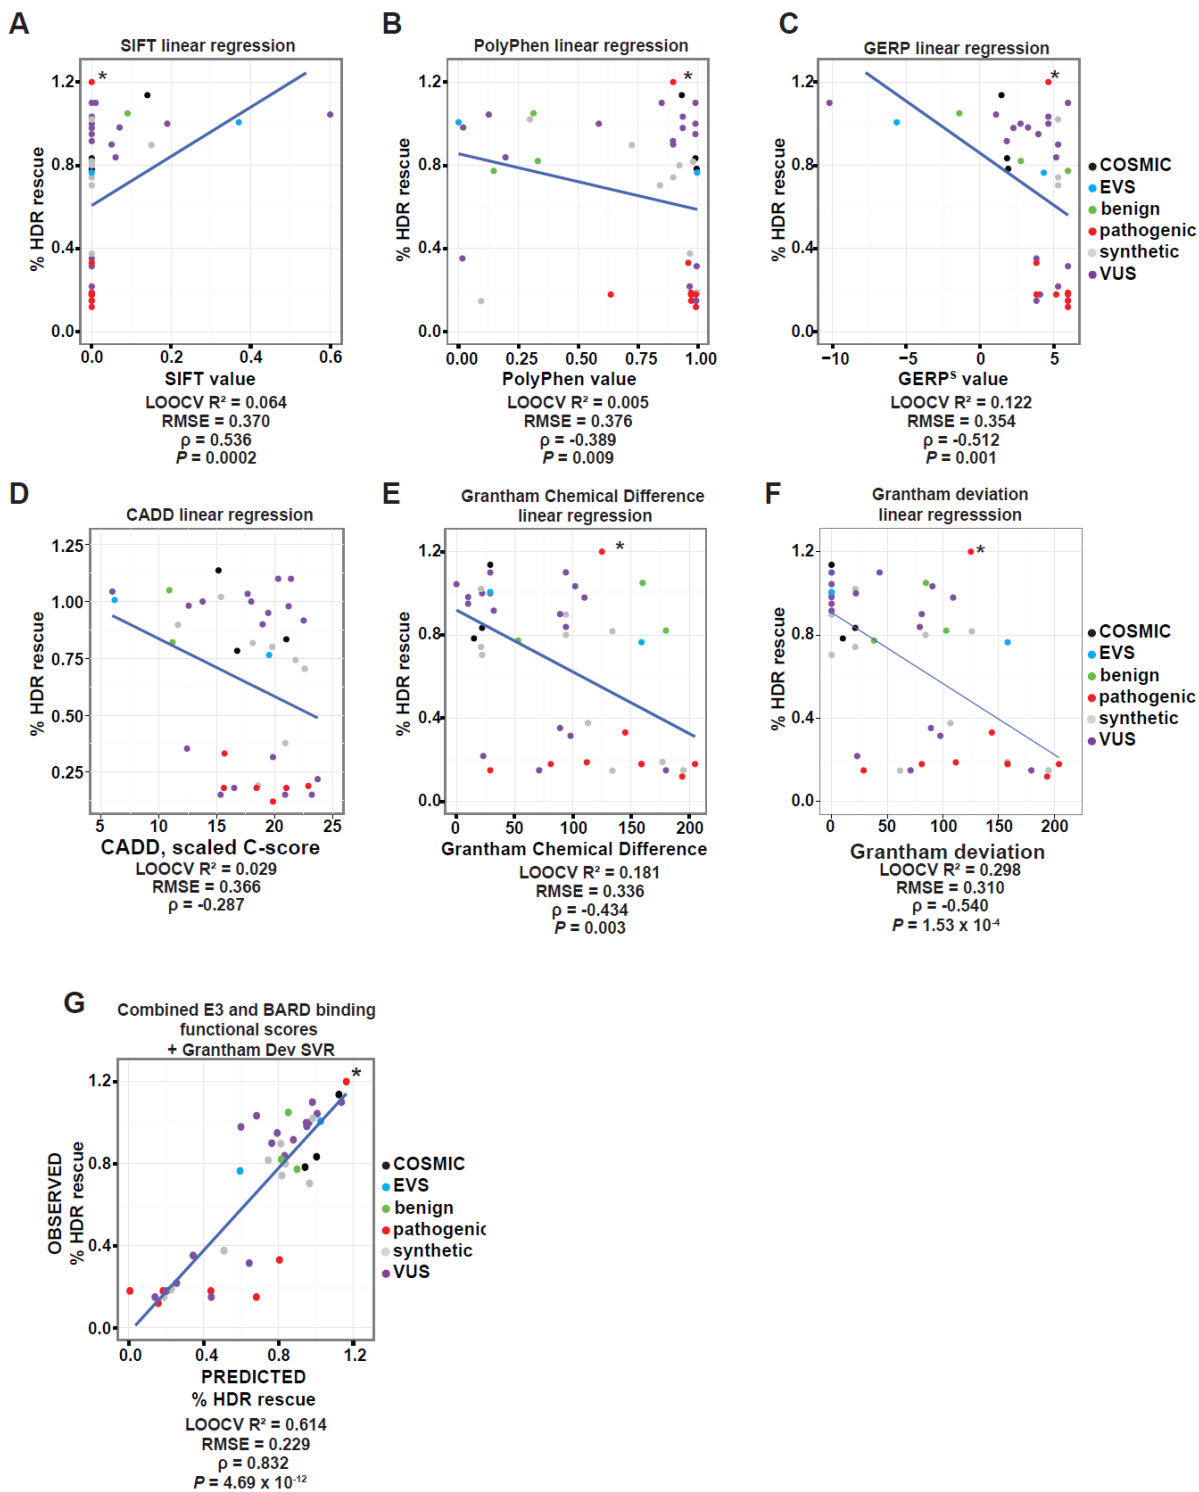 A
SIFT linear regression
*
% HDR rescue
1.2
0.8
0.4
0.0
0.0 0.2 0.4 0.6
SIFT value
LOOCV R² = 0.064
RMSE = 0.370
ρ = 0.536
P = 0.0002
B
PolyPhen linear regression
*
% HDR rescue
1.2
0.8
0.4
0.0
0.00 0.25 0.50 0.75 1.00
PolyPhen value
LOOCV R² = 0.005
RMSE = 0.376
ρ = -0.389
P = 0.009
C
GERP linear regression
*
% HDR rescue
1.2
0.8
0.4
0.0
−10 −5 0 5
GERPˢ value
LOOCV R² = 0.122
RMSE = 0.354
ρ = -0.512
P = 0.001
COSMIC
EVS
benign
pathogenic
synthetic
VUS
D
CADD linear regression
% HDR rescue
1.25
1.00
0.75
0.50
0.25
5 10 15 20 25
CADD, scaled C-score
LOOCV R² = 0.029
RMSE = 0.366
ρ = -0.287
E
Grantham Chemical Difference
linear regression
*
% HDR rescue
1.2
0.8
0.4
0.0
0 50 100 150 200
Grantham Chemical Difference
LOOCV R² = 0.181
RMSE = 0.336
ρ = -0.434
P = 0.003
F
Grantham deviation
linear regresssion
*
% HDR rescue
1.2
0.8
0.4
0.0
0 50 100 150 200
Grantham deviation
LOOCV R² = 0.298
RMSE = 0.310
ρ = -0.540
P = 1.53 x 10⁻⁴
COSMIC
EVS
benign
pathogenic
synthetic
VUS
G
Combined E3 and BARD binding
functional scores
+ Grantham Dev SVR
*
OBSERVED
% HDR rescue
1.2
0.8
0.4
0.0
0.0 0.4 0.8 1.2
PREDICTED
% HDR rescue
LOOCV R² = 0.614
RMSE = 0.229
ρ = 0.832
P = 4.69 x 10⁻¹²
COSMIC
EVS
benign
pathogenic
synthetic
VUS